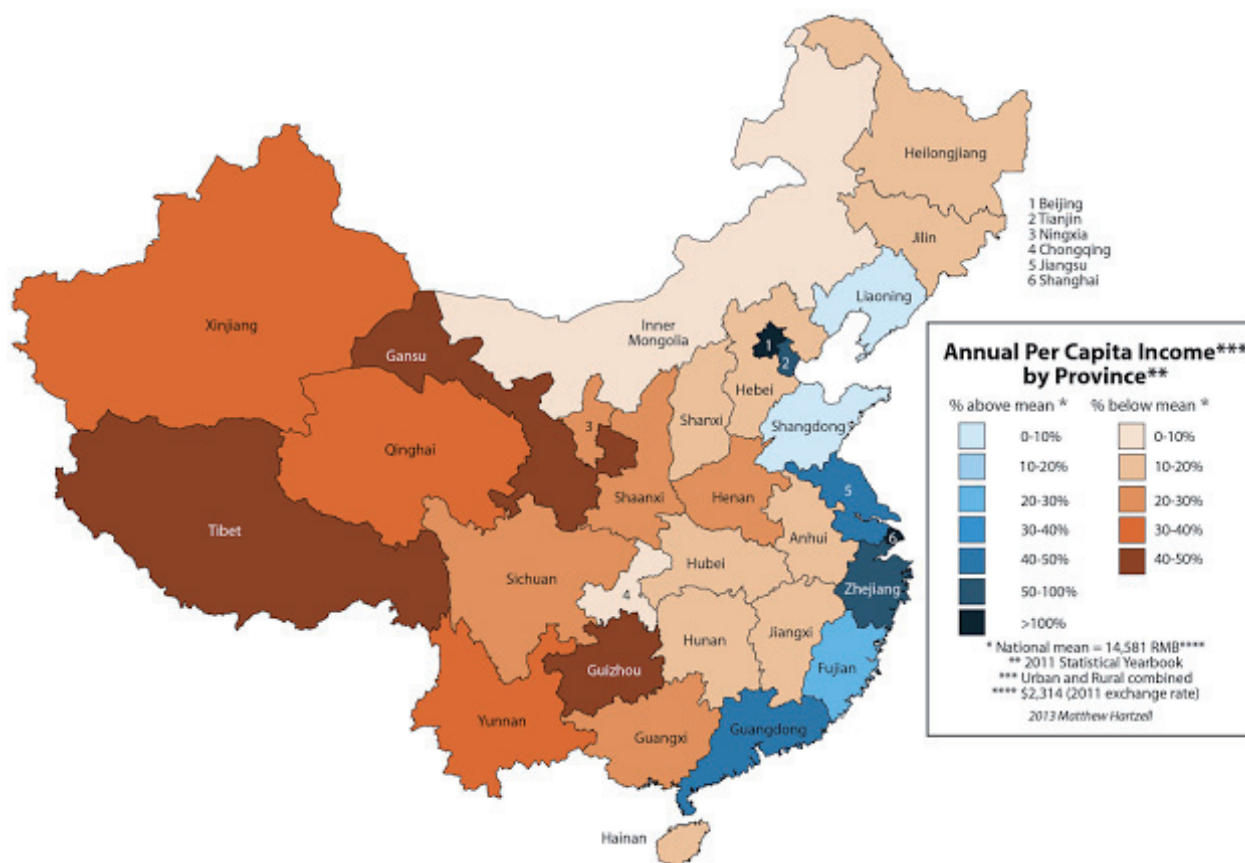 Heilongjiang
1 Beijing
2 Tianjin
3 Ningxia
4 Chongqing
5 Jiangsu
6 Shanghai
Jilin
Liaoning
Xinjiang
Inner
Mongolia
Gansu
1
2
Hebei
Shanxi
Shangdong
3
Qinghai
Shaanxi
Henan
5
Tibet
Anhui
6
Sichuan
Hubei
Zhejiang
4
Hunan
Jiangxi
Guizhou
Fujian
Yunnan
Guangxi
Guangdong
Hainan
Annual Per Capita Income***
by Province**
% above mean * % below mean *
0-10% 0-10%
10-20% 10-20%
20-30% 20-30%
30-40% 30-40%
40-50% 40-50%
50-100%
>100%
* National mean = 14,581 RMB****
** 2011 Statistical Yearbook
*** Urban and Rural combined
**** $2,314 (2011 exchange rate)
2013 Matthew Hartzell